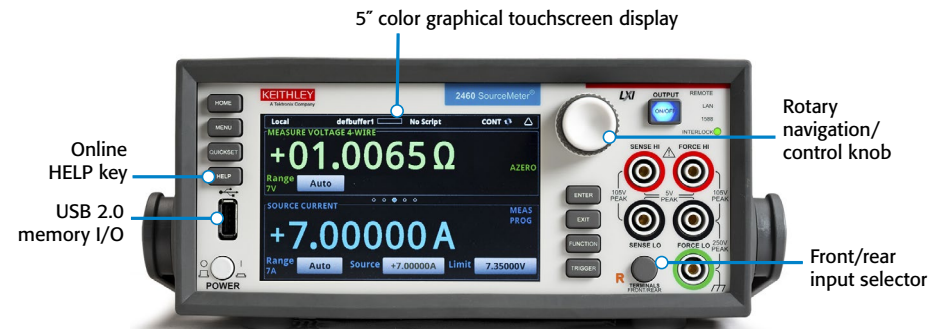 5″ color graphical touchscreen display
Online
HELP key
USB 2.0
memory I/O
Rotary
navigation/
control knob
Front/rear
input selector
HOME
MENU
QUICKSET
HELP
POWER
KEITHLEY
A Tektronix Company
2460 SourceMeter®
Local defbuffer1 No Script CONT
MEASURE VOLTAGE 4-WIRE
+01.0065 Ω
AZERO
Range
7V
Auto
SOURCE CURRENT
MEAS
PROG
+7.00000 A
Range
7A
Auto
Source
+7.00000A
Limit
7.35000V
LXI
OUTPUT
ON/OFF
REMOTE
LAN
1588
INTERLOCK
SENSE HI
FORCE HI
105V
PEAK
5V
PEAK
105V
PEAK
SENSE LO
FORCE LO
250V
PEAK
ENTER
EXIT
FUNCTION
TRIGGER
R
TERMINALS
FRONT/REAR